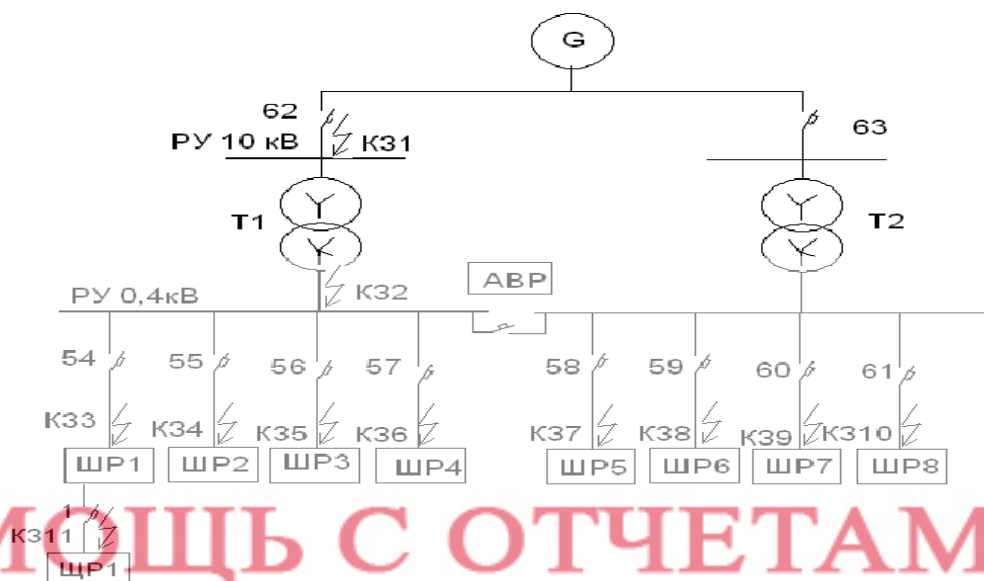 G
62
63
РУ 10 кВ
К31
Т1
Т2
К32
АВР
РУ 0,4кВ
54 55 56 57 58 59 60 61
К33 К34 К35 К36 К37 К38 К39 К310
ШР1 ШР2 ШР3 ШР4 ШР5 ШР6 ШР7 ШР8
1
К311
ЩР1
МОЩЬ С ОТЧЕТАМ